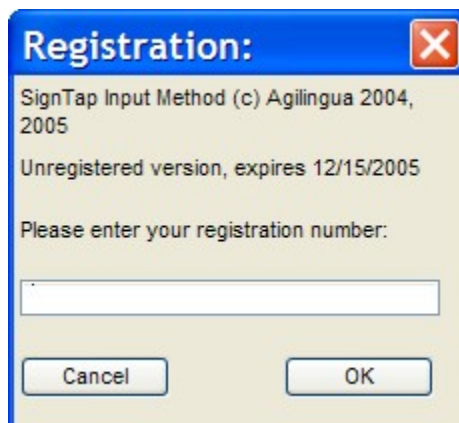 Registration:
SignTap Input Method (c) Agilingua 2004,
2005
Unregistered version, expires 12/15/2005
Please enter your registration number:
Cancel OK